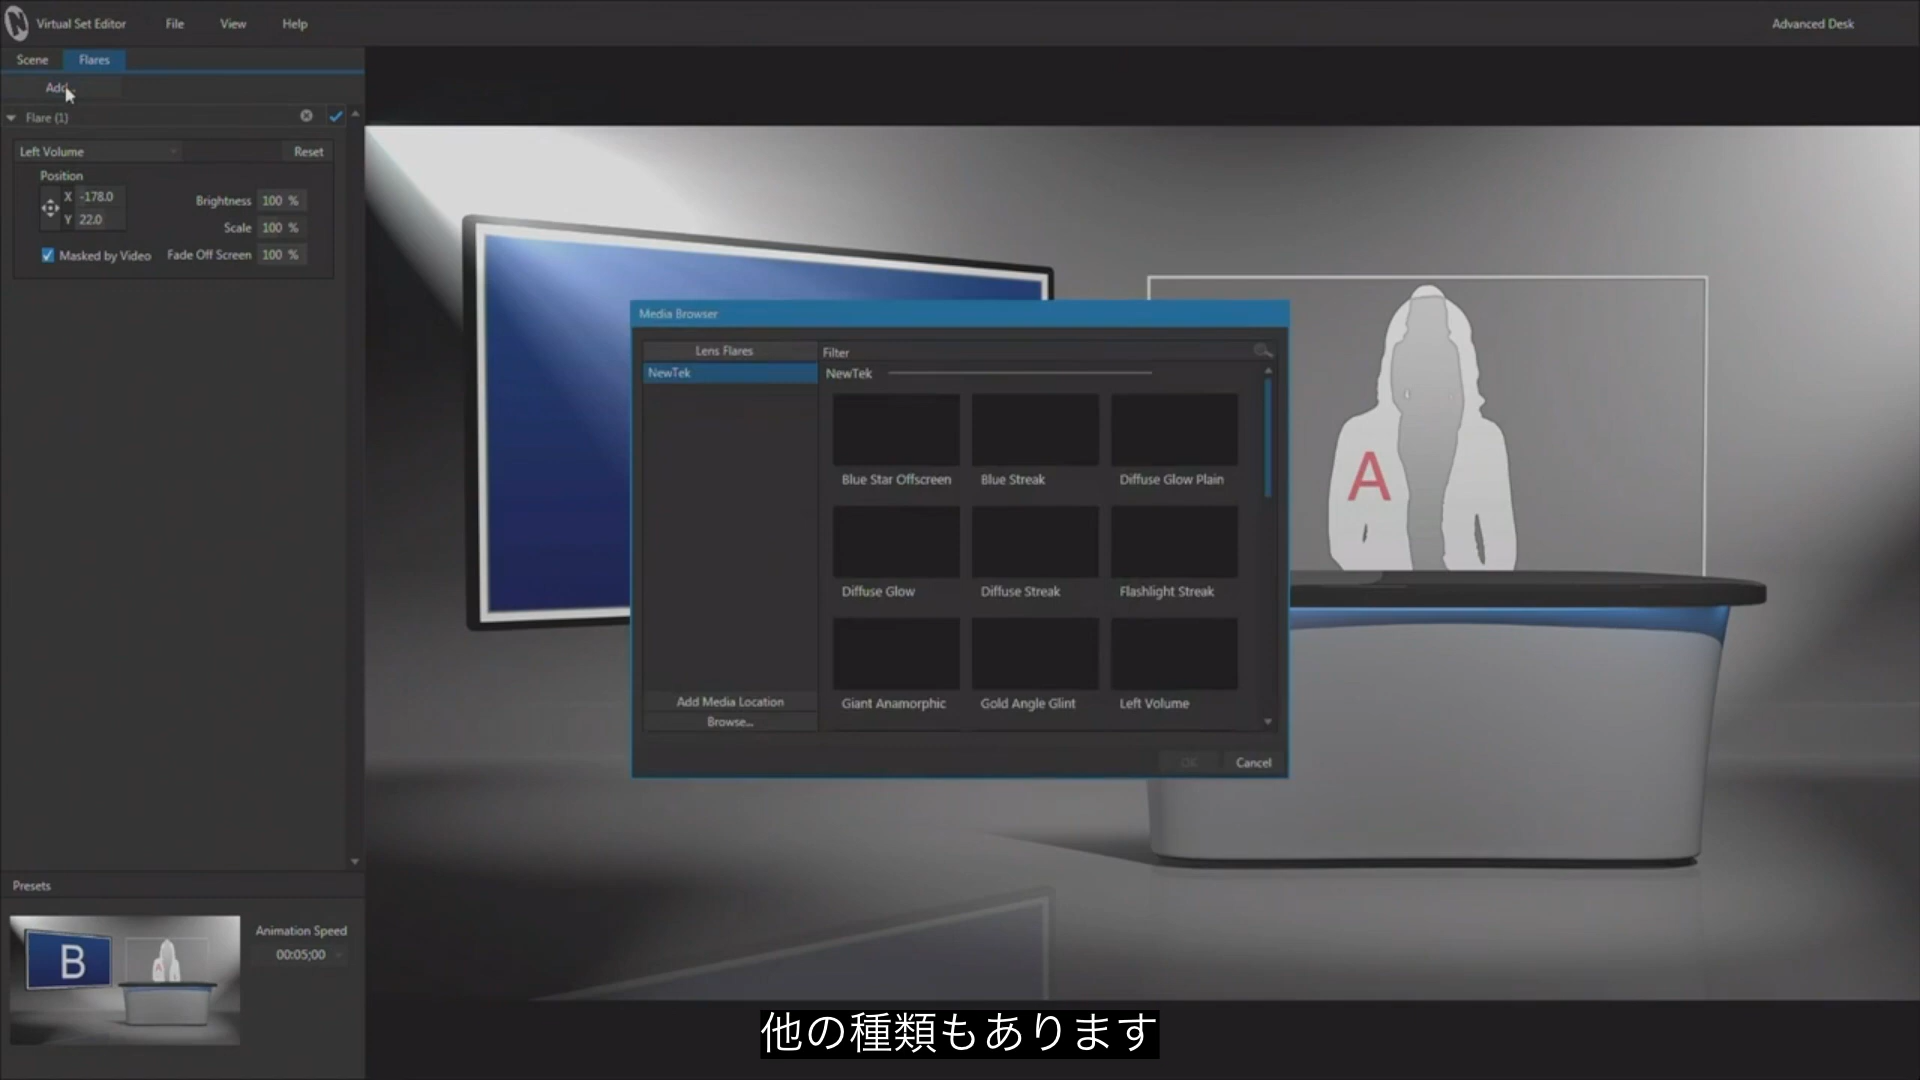 Virtual Set Editor File View Help Advanced Desk
Scene Flares
Add...
Flare (1)
Left Volume Reset
Position
X -178.0
Y 22.0
Brightness 100 %
Scale 100 %
Masked by Video Fade Off Screen 100 %
Media Browser
Lens Flares Filter
NewTek NewTek
Blue Star Offscreen Blue Streak Diffuse Glow Plain
Diffuse Glow Diffuse Streak Flashlight Streak
Giant Anamorphic Gold Angle Glint Left Volume
Add Media Location
Browse...
OK Cancel
A
Presets
B
A
Animation Speed
00:05;00
他の種類もあります